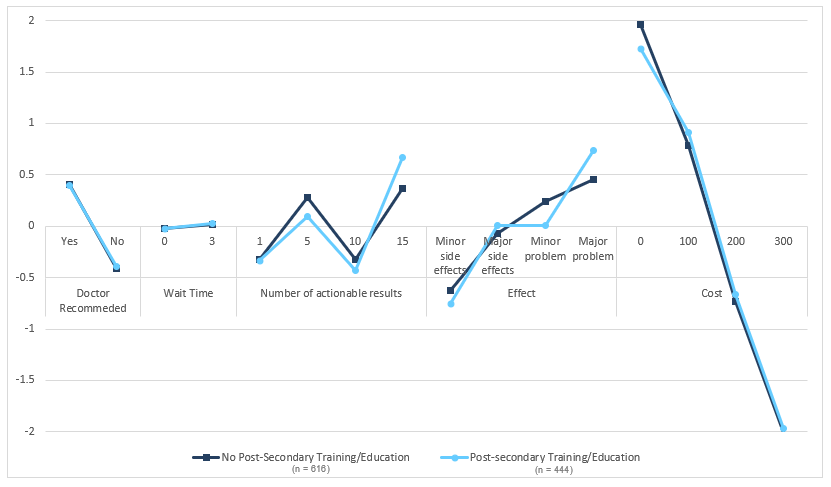 2
1.5
1
0.5
0
-0.5
-1
-1.5
-2
Yes No 0 3 1 5 10 15 Minor Major Minor Major 0 100 200 300
side side problem problem
effects effects
Doctor Wait Time Number of actionable results Effect Cost
Recommeded
No Post-Secondary Training/Education Post-secondary Training/Education
(n = 616) (n = 444)